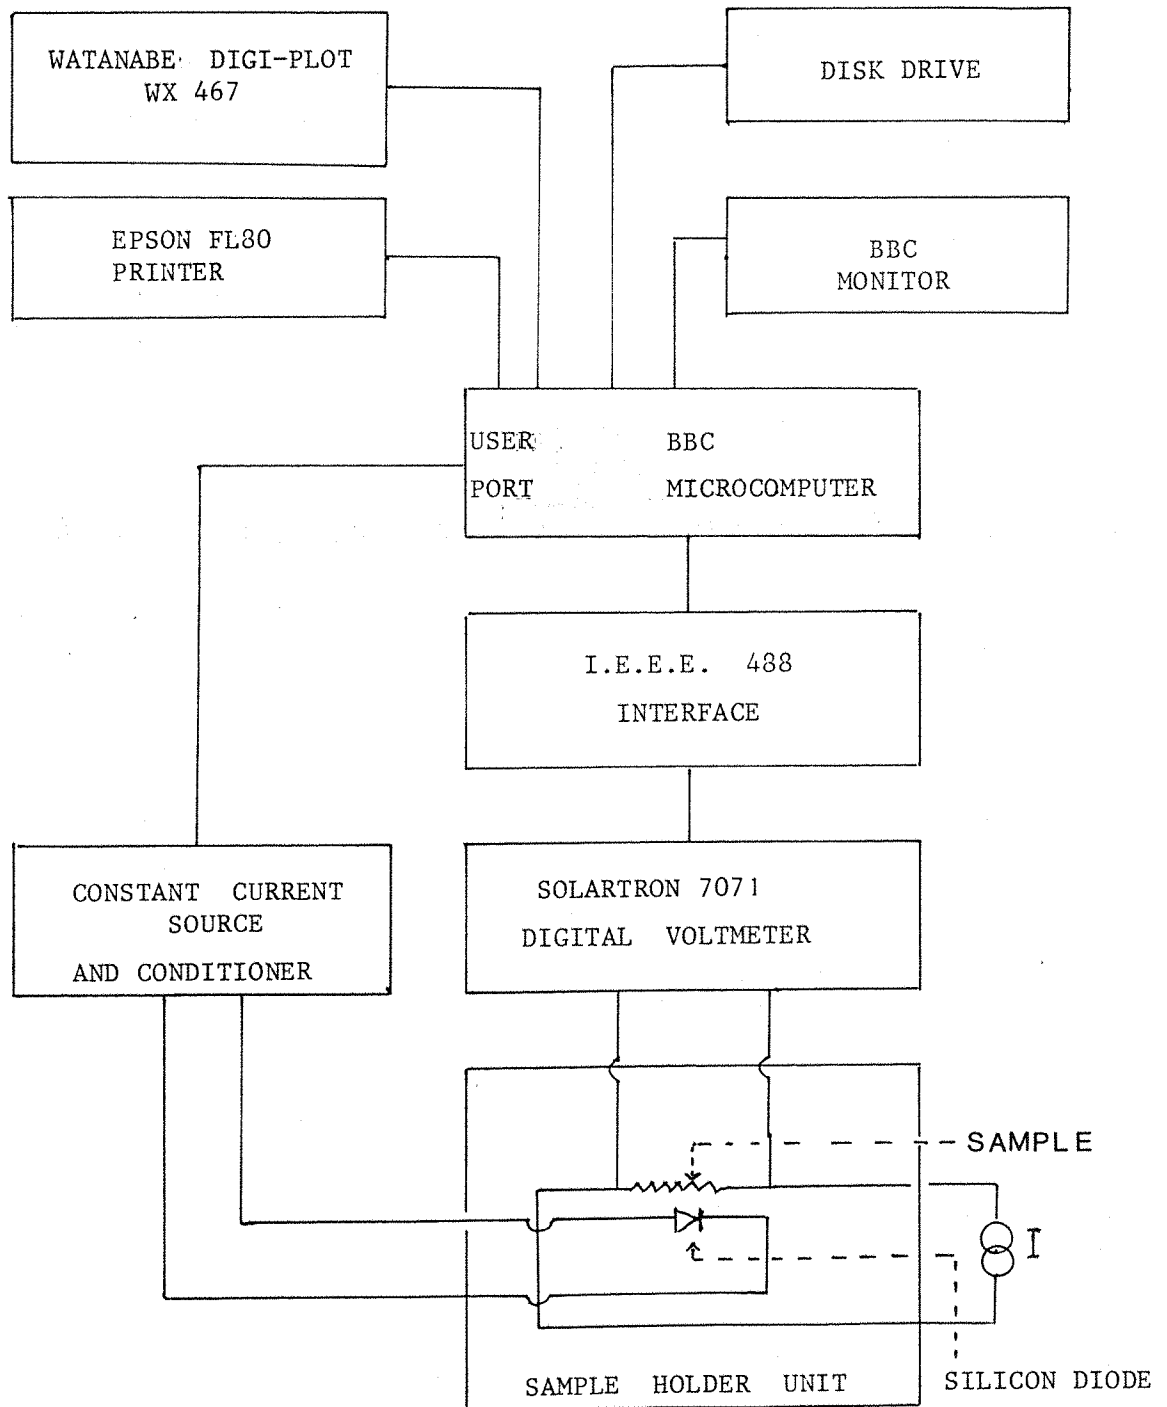 WATANABE DIGI-PLOT
WX 467
DISK DRIVE
EPSON FL80
PRINTER
BBC
MONITOR
USER
PORT
BBC
MICROCOMPUTER
I.E.E.E. 488
INTERFACE
CONSTANT CURRENT
SOURCE
AND CONDITIONER
SOLARTRON 7071
DIGITAL VOLTMETER
SAMPLE
I
SAMPLE HOLDER UNIT
SILICON DIODE